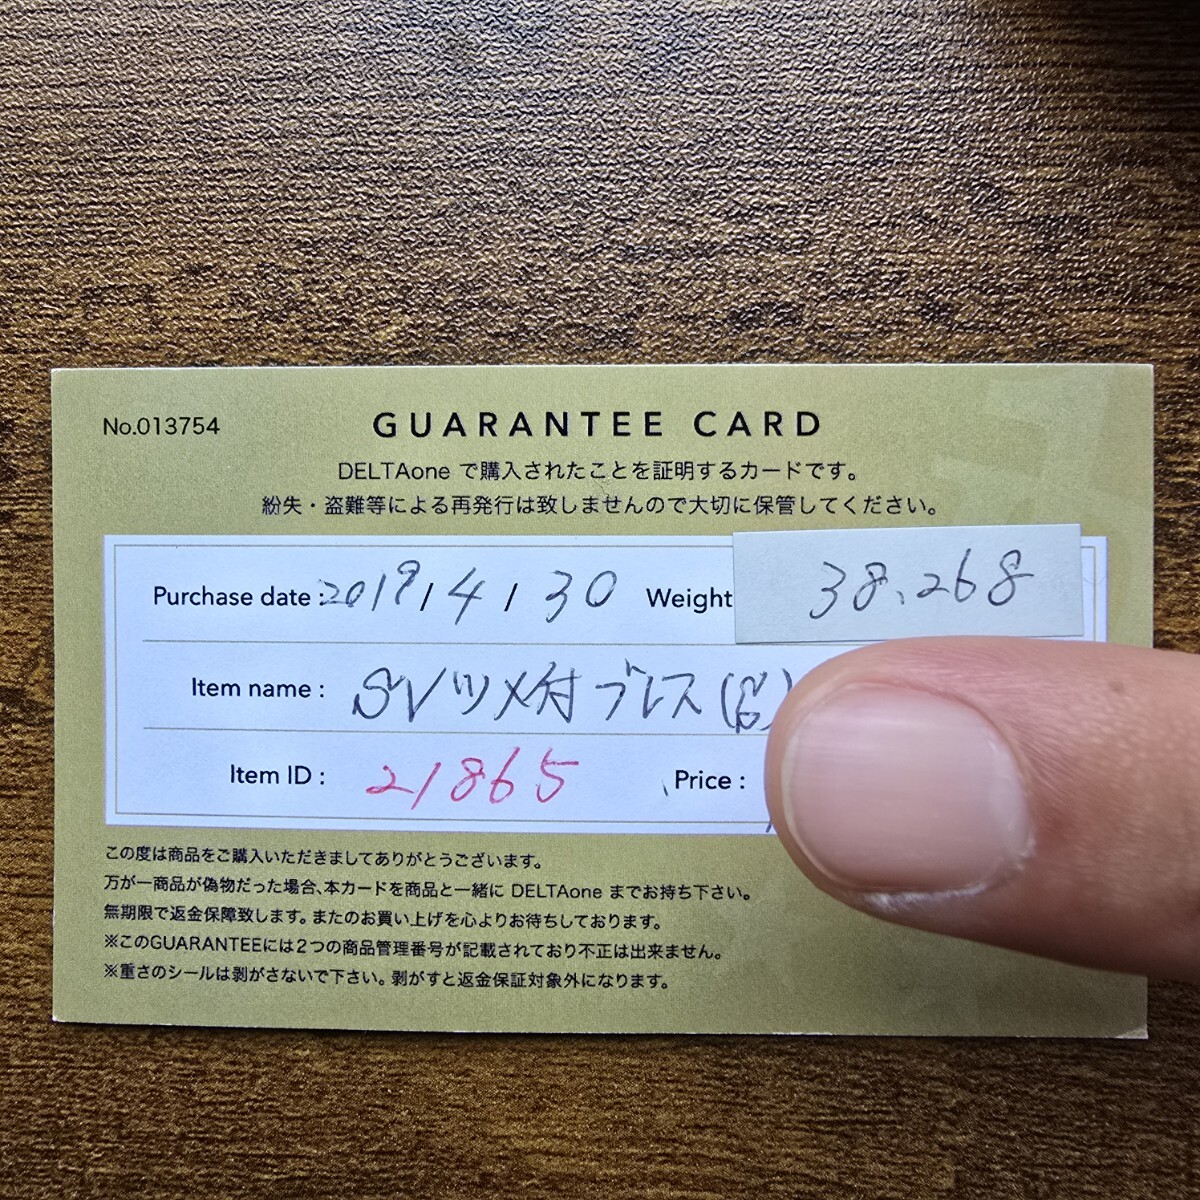 No.013754
GUARANTEE CARD
DELTAone で購入されたことを証明するカードです。
紛失・盗難等による再発行は致しませんので大切に保管してください。
Purchase date : 2019 / 4 / 30 Weight 38.268
Item name : SVツメ付ブレス
Item ID : 21865 Price :
この度は商品をご購入いただきましてありがとうございます。
万が一商品が偽物だった場合、本カードを商品と一緒に DELTAone までお持ち下さい。
無期限で返金保障致します。またのお買い上げを心よりお待ちしております。
※このGUARANTEEには2つの商品管理番号が記載されており不正は出来ません。
※重さのシールは剥がさないで下さい。剥がすと返金保証対象外になります。